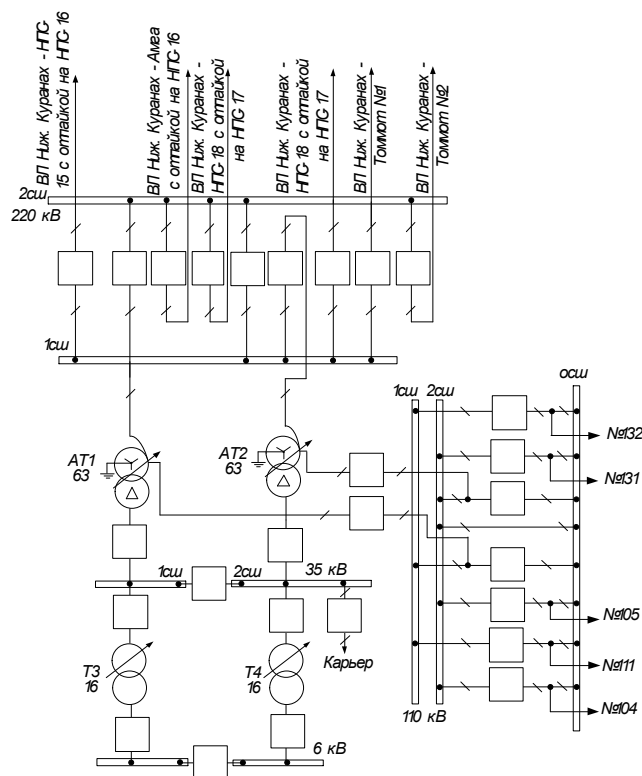 ВЛ Ниж. Куранах - НПС-
15 с отпайкой на НПС-16
ВЛ Ниж. Куранах - Амга
с отпайкой на НПС-16
ВЛ Ниж. Куранах -
НПС-18 с отпайкой
на НПС-17
ВЛ Ниж. Куранах -
НПС-18 с отпайкой
на НПС-17
ВЛ Ниж. Куранах -
Томмот №1
ВЛ Ниж. Куранах -
Томмот №2
2сш
220 кВ
1сш
1сш
2сш
осш
№132
АТ1
63
АТ2
63
№131
1сш
2сш
35 кВ
№105
Карьер
Т3
16
Т4
16
№111
№104
110 кВ
6 кВ